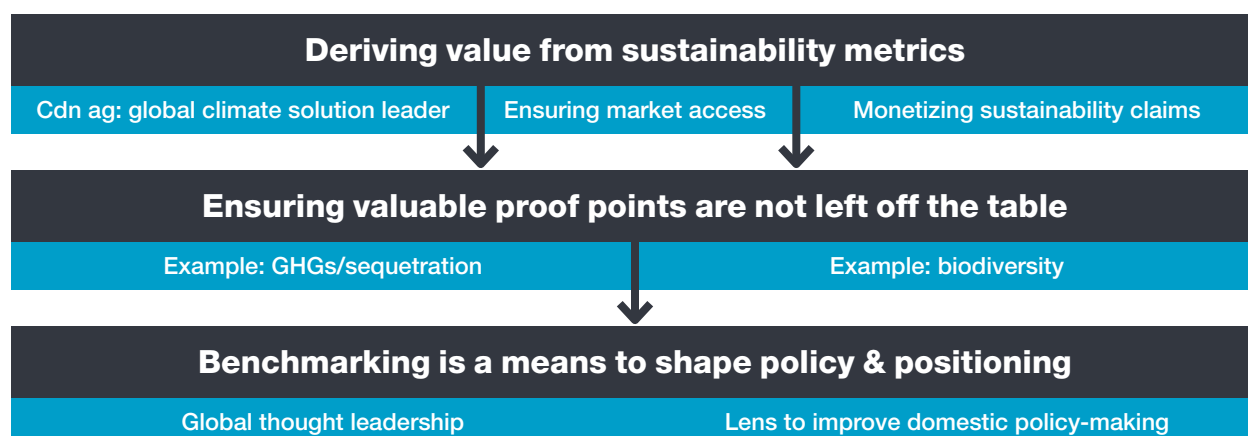 Deriving value from sustainability metrics
Cdn ag: global climate solution leader
Ensuring market access
Monetizing sustainability claims
Ensuring valuable proof points are not left off the table
Example: GHGs/sequetration
Example: biodiversity
Benchmarking is a means to shape policy & positioning
Global thought leadership
Lens to improve domestic policy-making